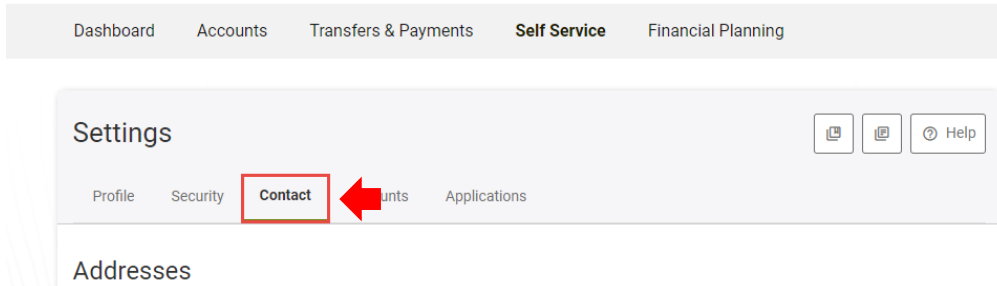 Dashboard Accounts Transfers & Payments Self Service Financial Planning
Settings
Help
Profile Security Contact Applications
Addresses